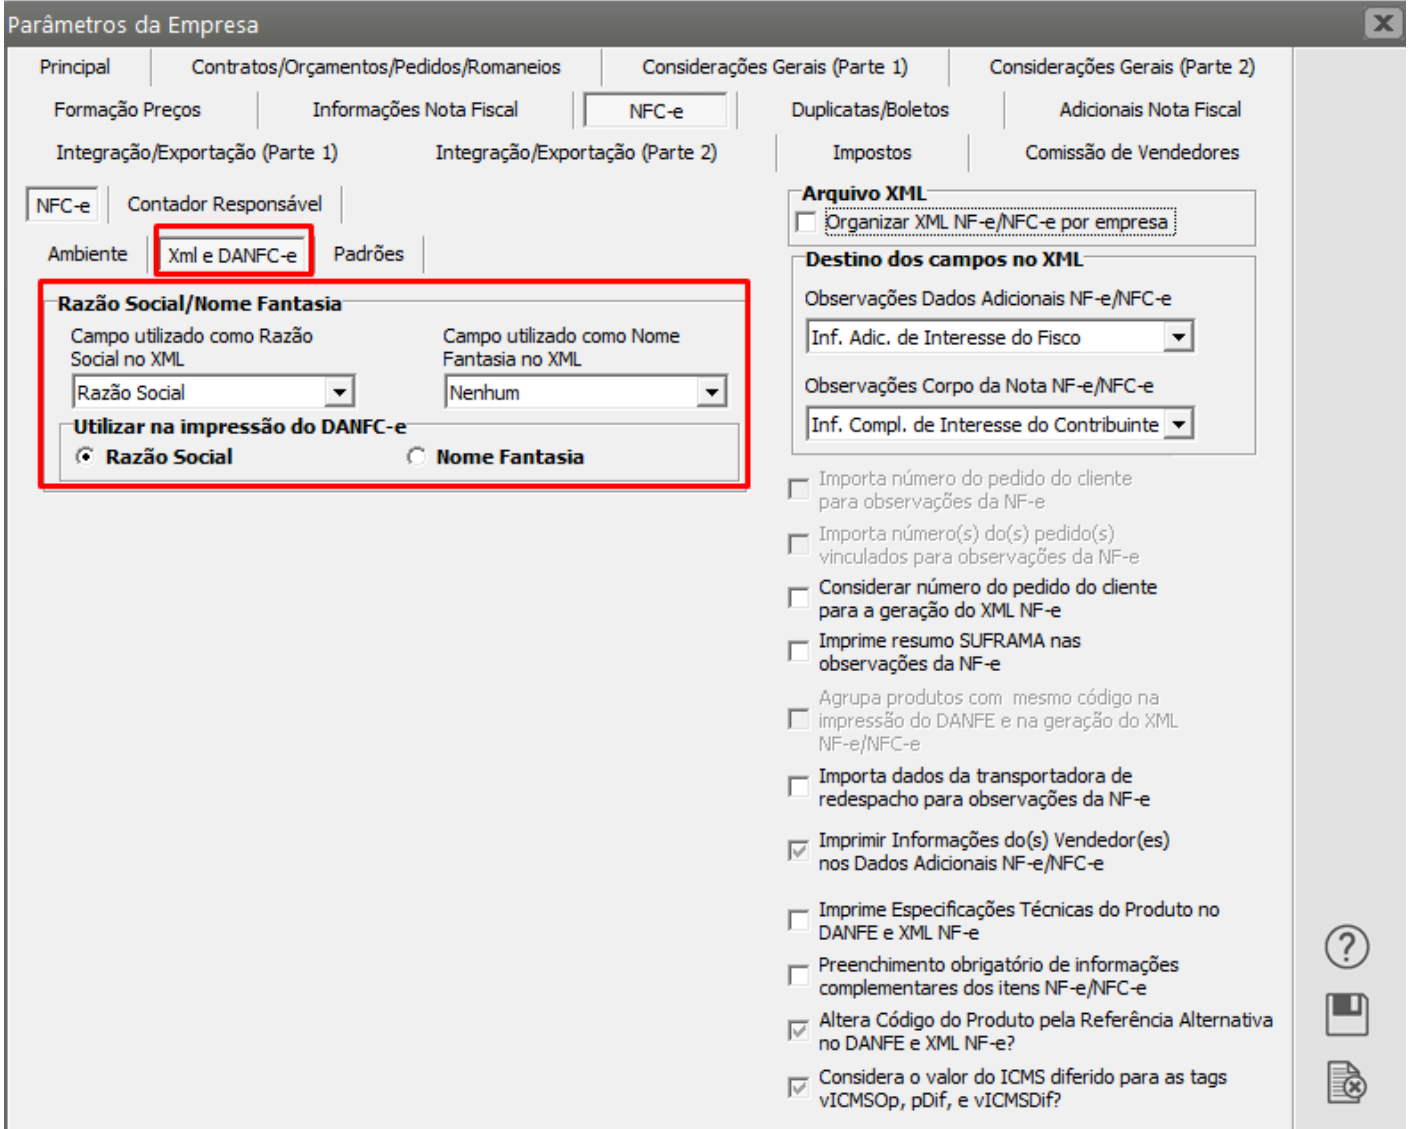 Parâmetros da Empresa
Principal
Contratos/Orçamentos/Pedidos/Romaneios
Considerações Gerais (Parte 1)
Considerações Gerais (Parte 2)
Formação Preços
Informações Nota Fiscal
NFC-e
Duplicatas/Boletos
Adicionais Nota Fiscal
Integração/Exportação (Parte 1)
Integração/Exportação (Parte 2)
Impostos
Comissão de Vendedores
NFC-e
Contador Responsável
Ambiente
Xml e DANFC-e
Padrões
Razão Social/Nome Fantasia
Campo utilizado como Razão
Social no XML
Razão Social
Campo utilizado como Nome
Fantasia no XML
Nenhum
Utilizar na impressão do DANFC-e
Razão Social
Nome Fantasia
Arquivo XML
Organizar XML NF-e/NFC-e por empresa
Destino dos campos no XML
Observações Dados Adicionais NF-e/NFC-e
Inf. Adic. de Interesse do Fisco
Observações Corpo da Nota NF-e/NFC-e
Inf. Compl. de Interesse do Contribuinte
Importa número do pedido do cliente
para observações da NF-e
Importa número(s) do(s) pedido(s)
vinculados para observações da NF-e
Considerar número do pedido do cliente
para a geração do XML NF-e
Imprime resumo SUFRAMA nas
observações da NF-e
Agrupa produtos com mesmo código na
impressão do DANFE e na geração do XML
NF-e/NFC-e
Importa dados da transportadora de
redespacho para observações da NF-e
Imprimir Informações do(s) Vendedor(es)
nos Dados Adicionais NF-e/NFC-e
Imprime Especificações Técnicas do Produto no
DANFE e XML NF-e
Preenchimento obrigatório de informações
complementares dos itens NF-e/NFC-e
Altera Código do Produto pela Referência Alternativa
no DANFE e XML NF-e?
Considera o valor do ICMS diferido para as tags
vICMSOp, pDif, e vICMSDif?